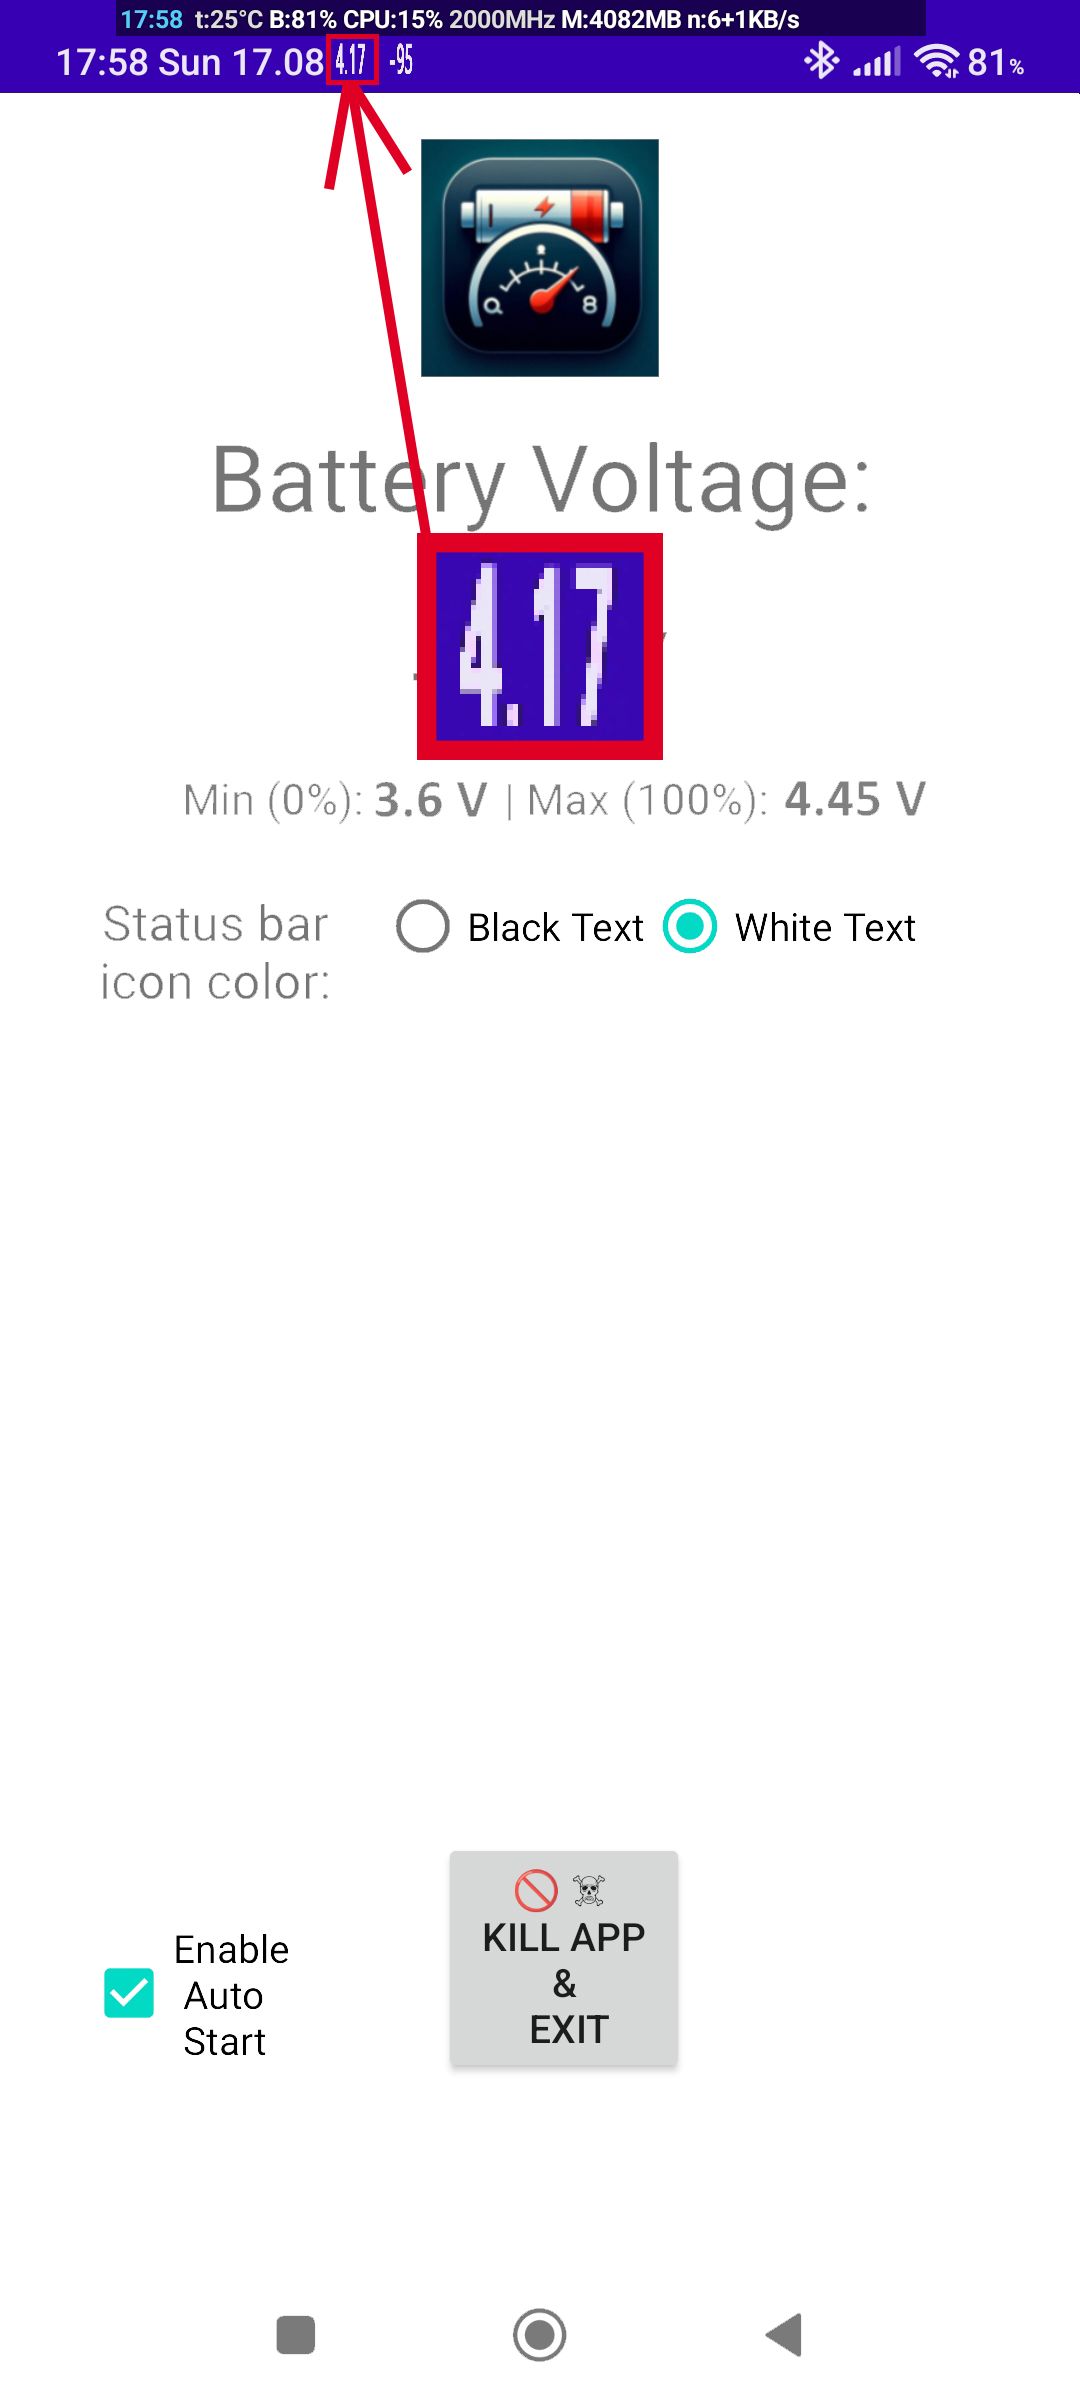 17:58 t:25°C B:81% CPU:15% 2000MHz M:4082MB n:6+1KB/s
17:58 Sun 17.08 4.17 -95 81%
Q 8
Battery Voltage:
4.17
Min (0%): 3.6 V | Max (100%): 4.45 V
Status bar
icon color:
Black Text White Text
🚫 ☠
KILL APP
&
EXIT
Enable
Auto
Start